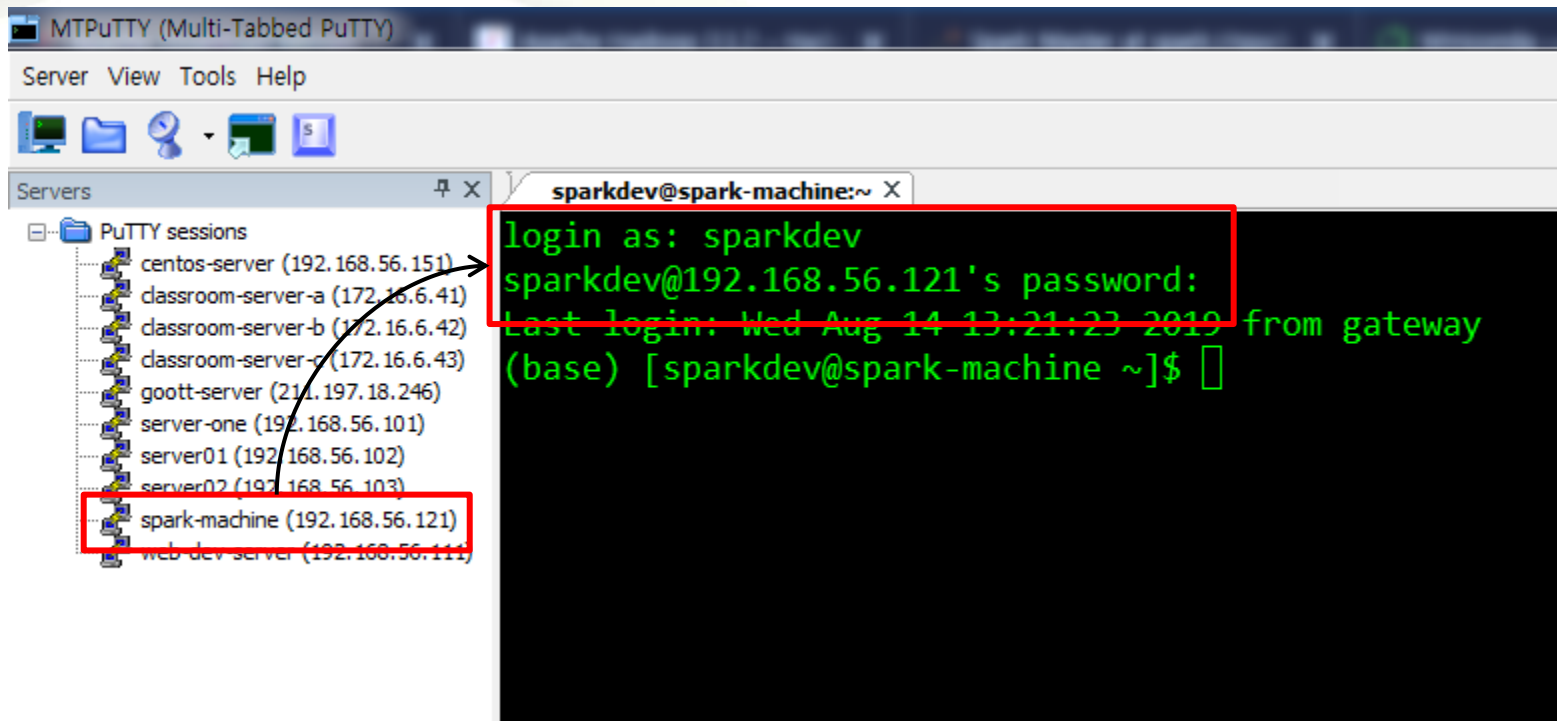 MTPuTTY (Multi-Tabbed PuTTY)
Server View Tools Help
S
Servers
sparkdev@spark-machine:~ X
PuTTY sessions
centos-server (192.168.56.151)
classroom-server-a (172.16.6.41)
classroom-server-b (172.16.6.42)
classroom-server-c (172.16.6.43)
goott-server (211.197.18.246)
server-one (192.168.56.101)
server01 (192.168.56.102)
server02 (192.168.56.103)
spark-machine (192.168.56.121)
web-dev-server (192.168.56.111)
login as: sparkdev
sparkdev@192.168.56.121's password:
Last login: Wed Aug 14 13:21:23 2019 from gateway
(base) [sparkdev@spark-machine ~]$